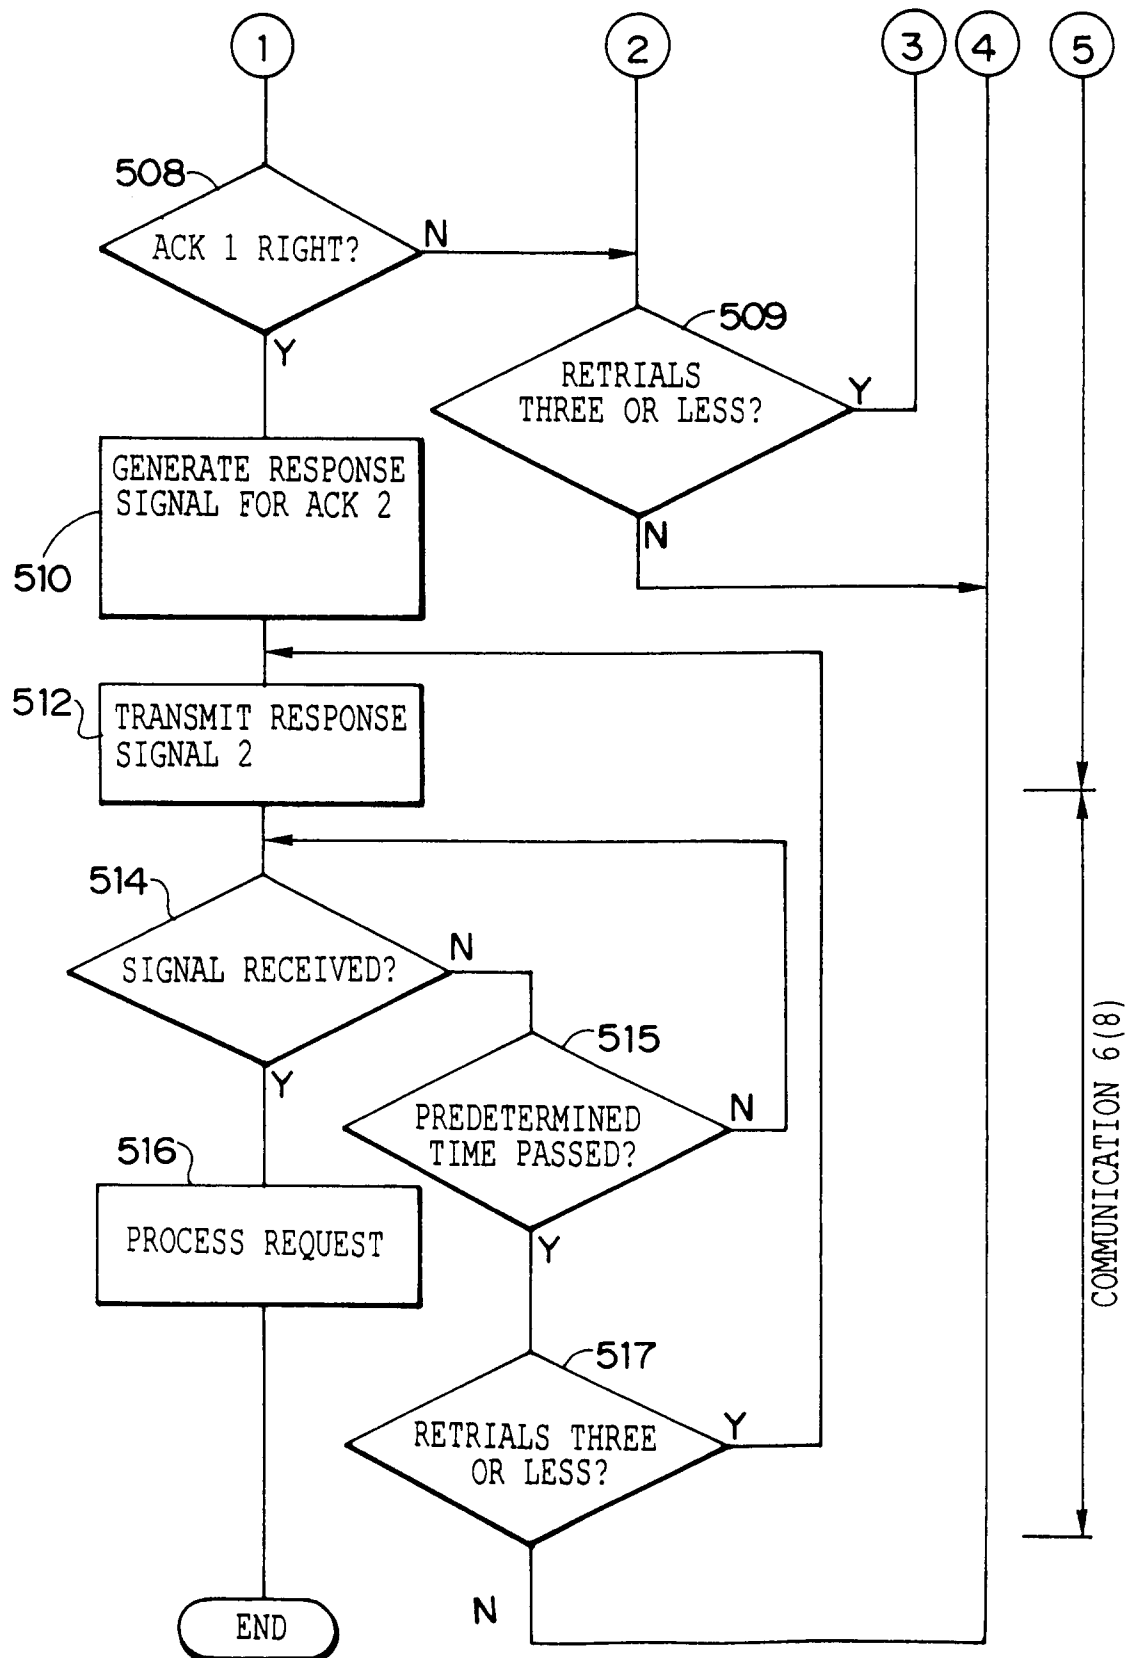 1
2
3
4
5
508
ACK 1 RIGHT?
N
Y
509
RETRIALS
THREE OR LESS?
Y
N
GENERATE RESPONSE
SIGNAL FOR ACK 2
510
512
TRANSMIT RESPONSE
SIGNAL 2
514
SIGNAL RECEIVED?
N
Y
515
PREDETERMINED
TIME PASSED?
N
Y
516
PROCESS REQUEST
517
RETRIALS THREE
OR LESS?
Y
N
END
COMMUNICATION 6(8)